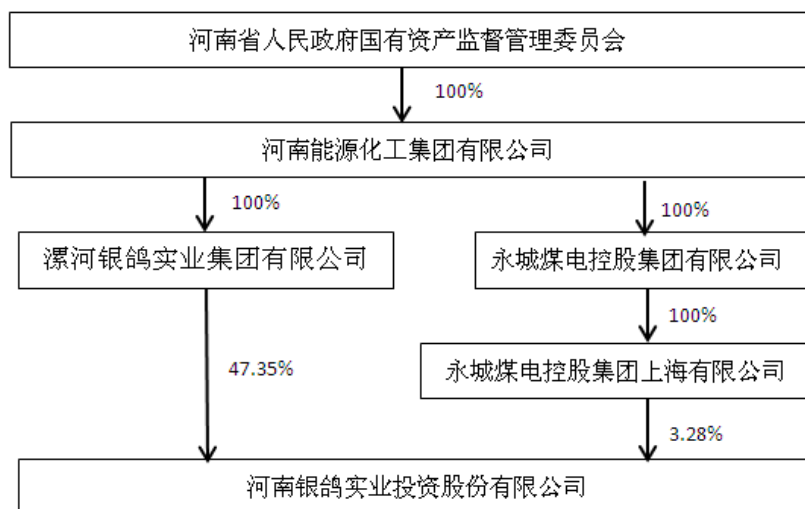 河南省人民政府国有资产监督管理委员会
100%
河南能源化工集团有限公司
100%
100%
漯河银鸽实业集团有限公司
永城煤电控股集团有限公司
100%
47.35%
永城煤电控股集团上海有限公司
3.28%
河南银鸽实业投资股份有限公司